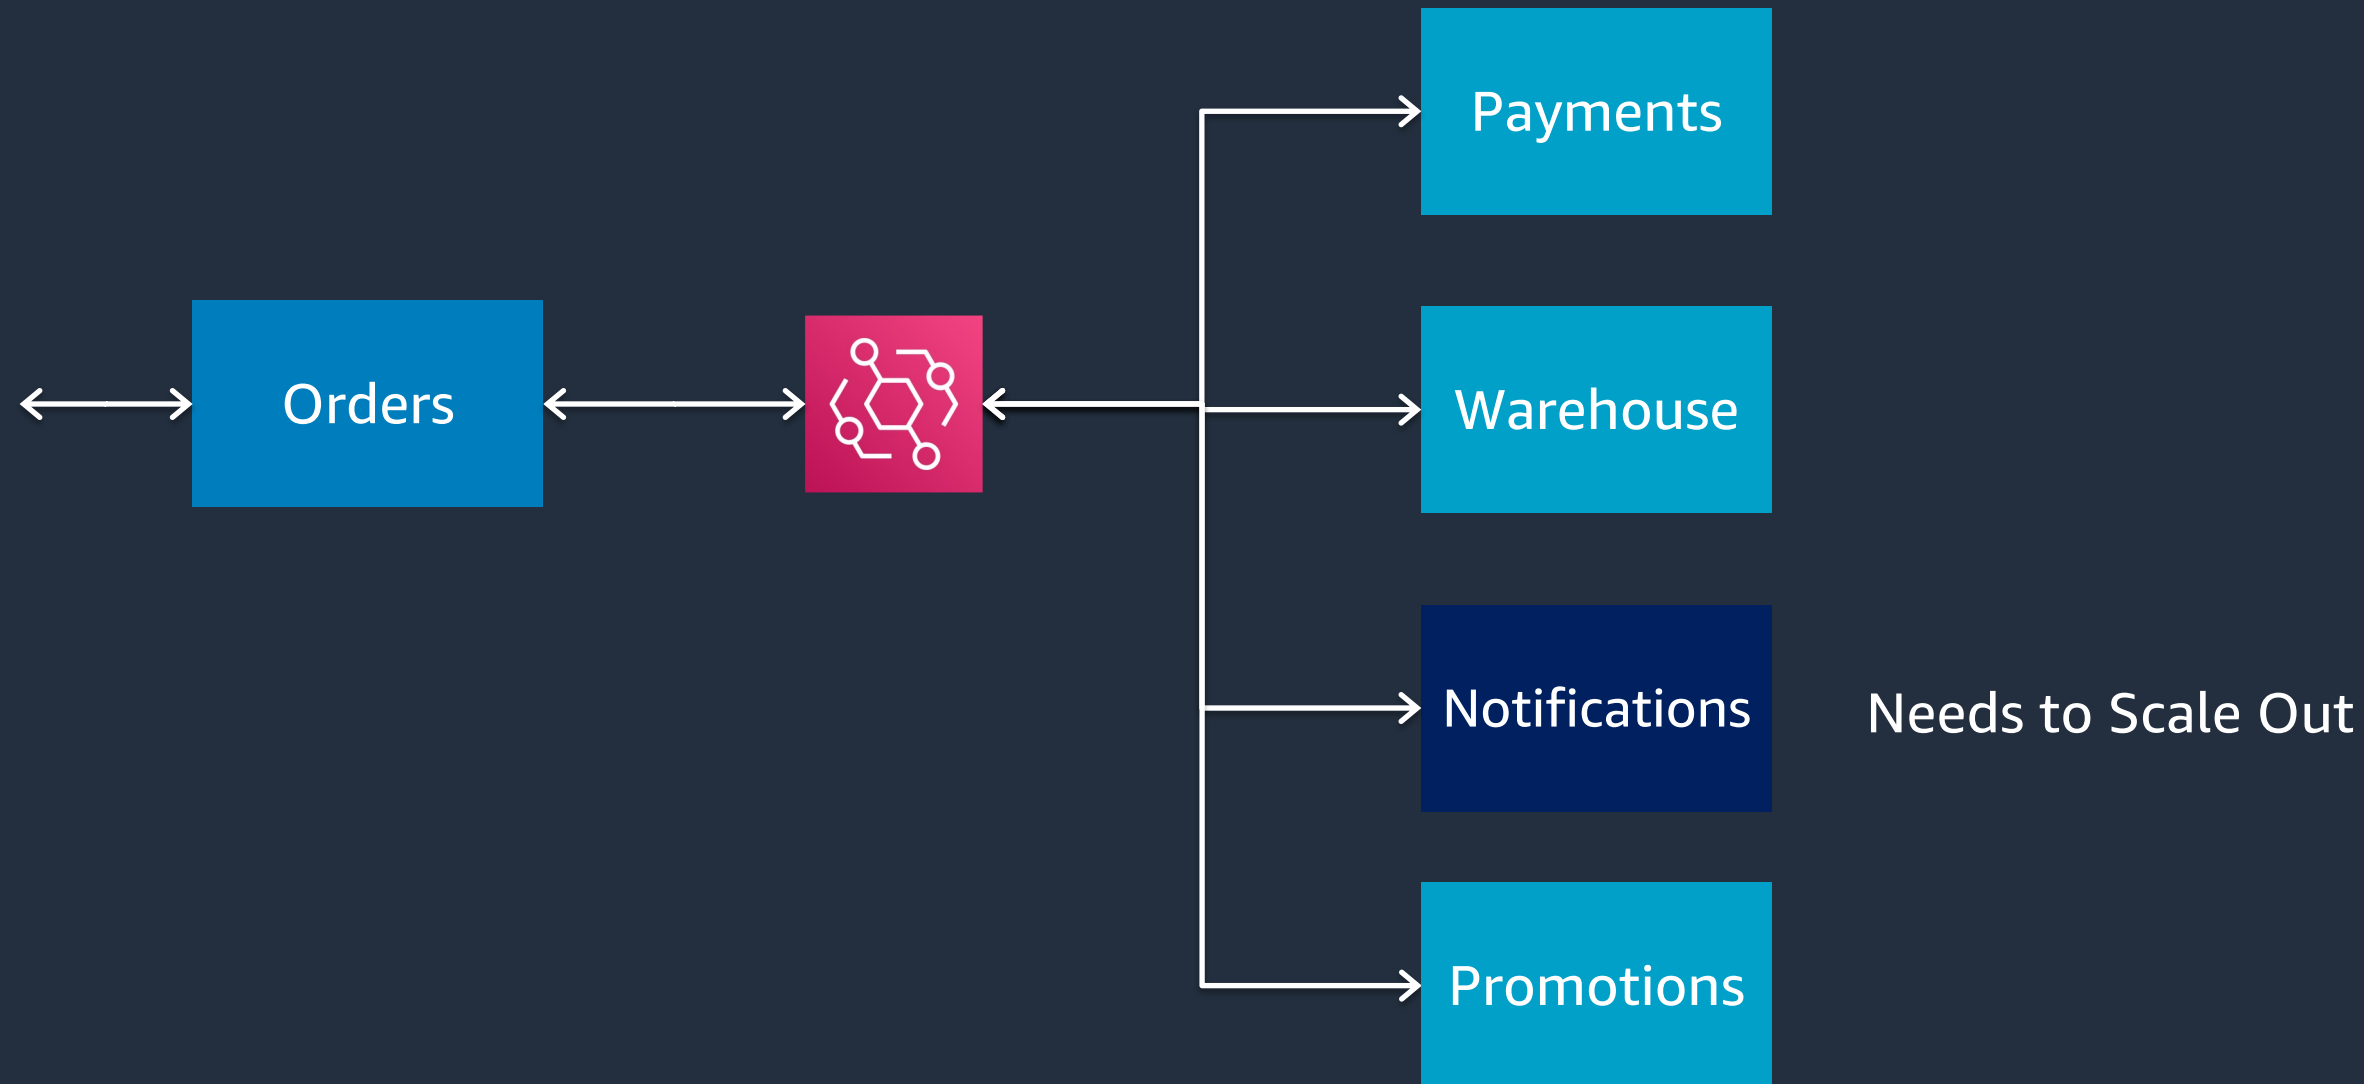 Payments
Orders
Warehouse
Notifications
Needs to Scale Out
Promotions